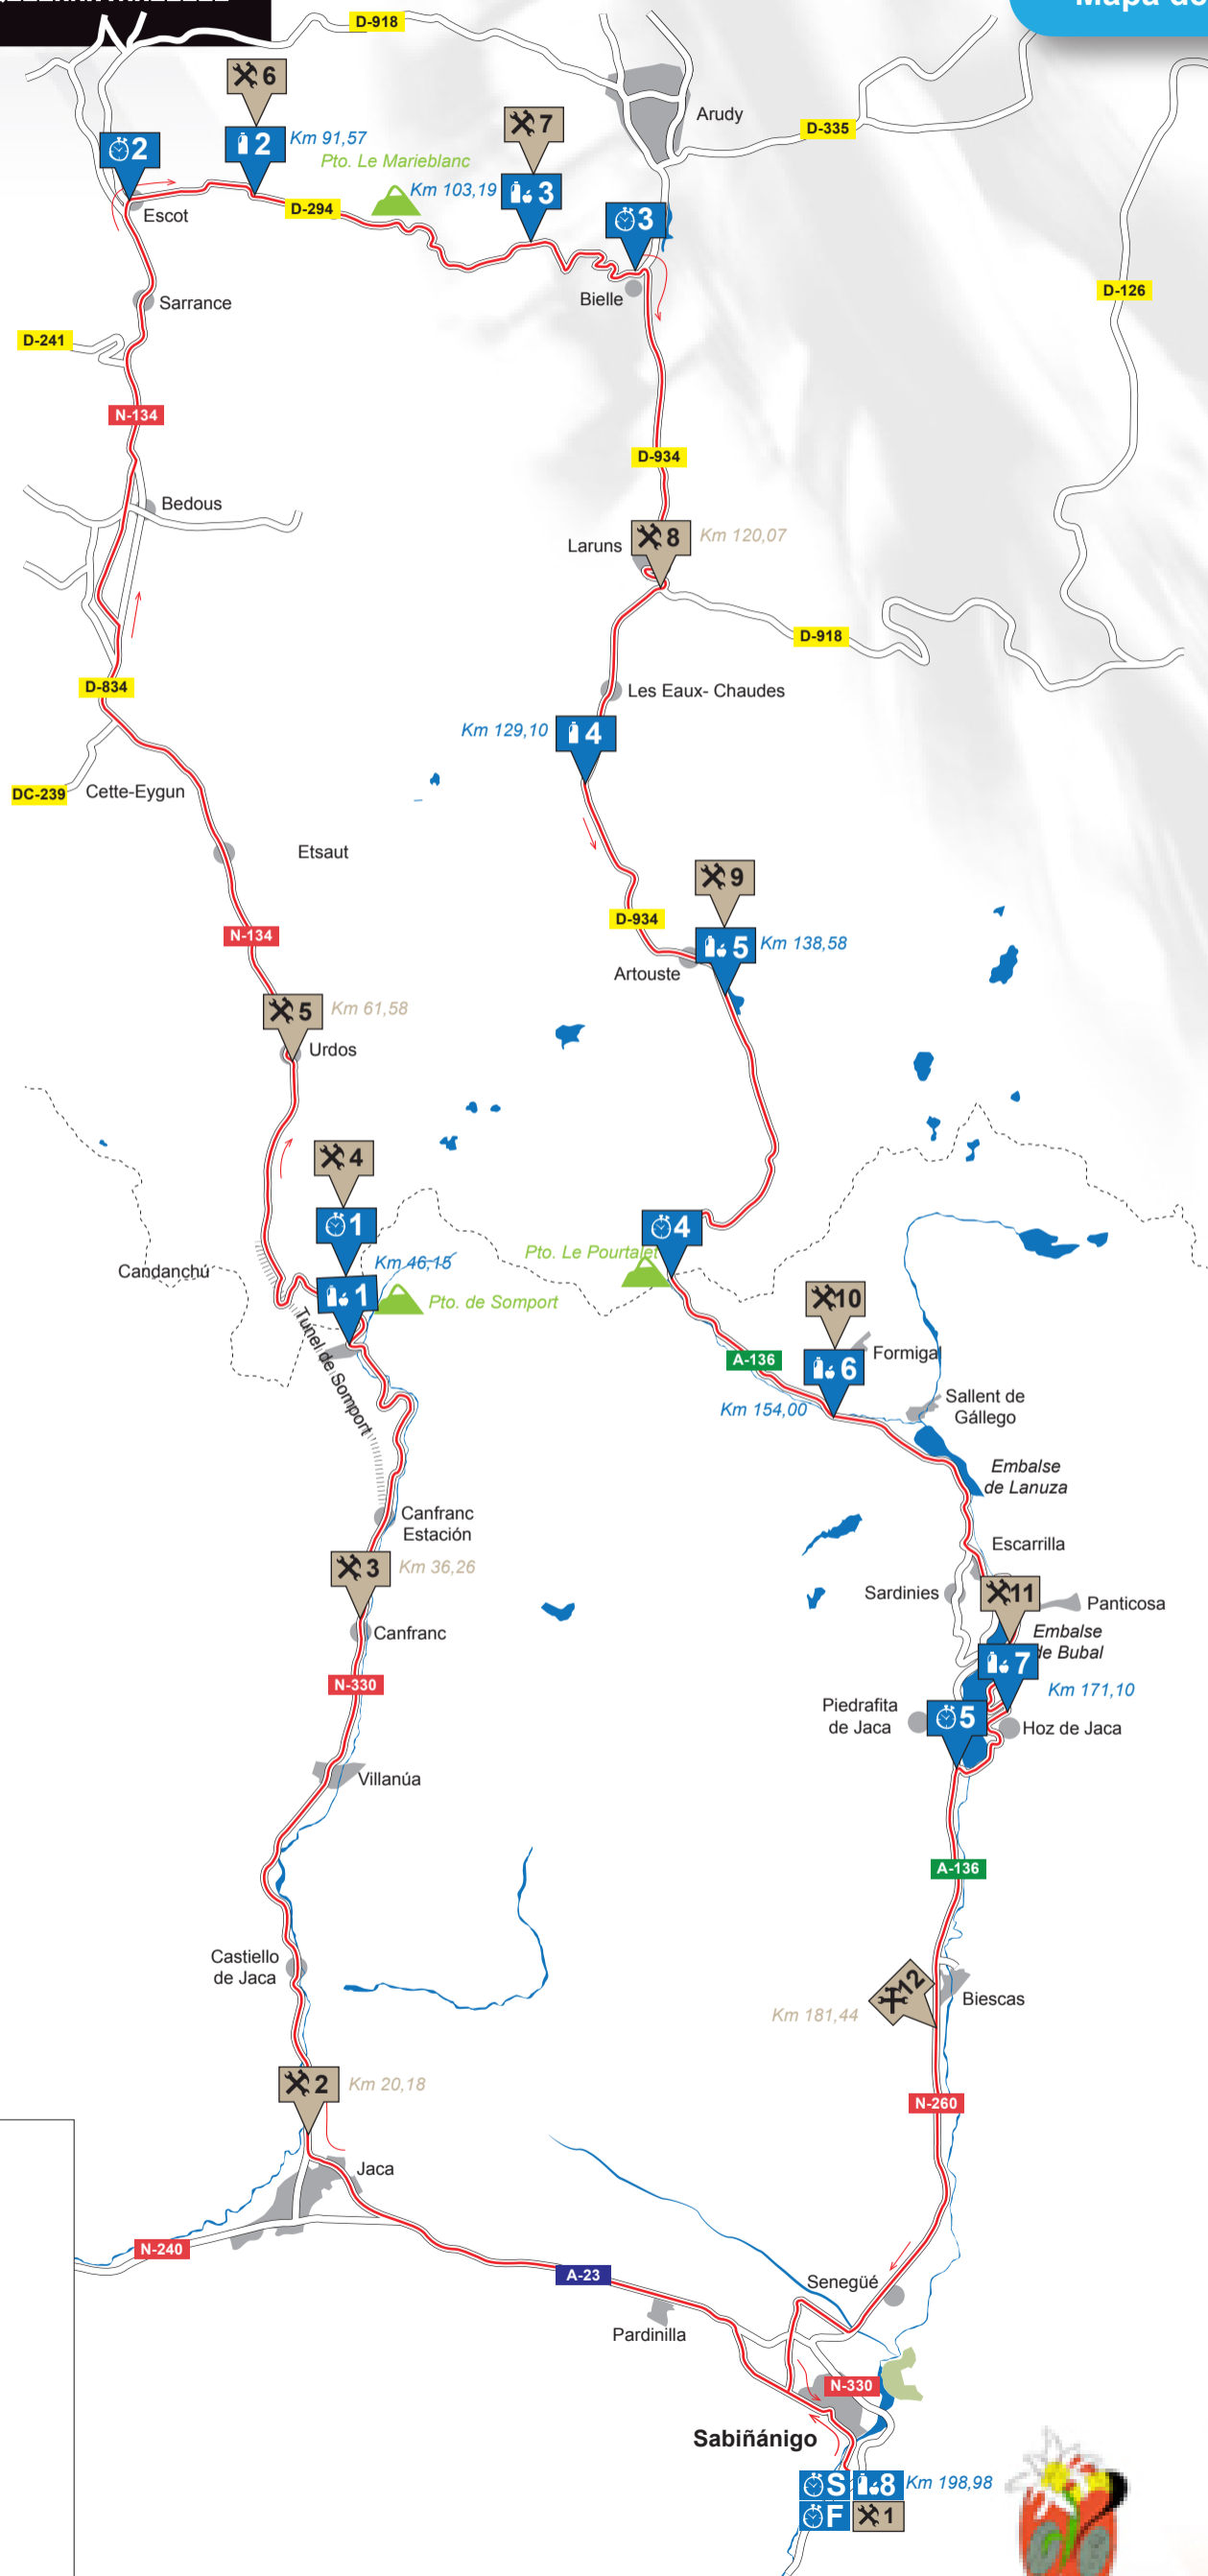 D-918
6
Arudy
7
D-335
2
2
Km 91,57
Pto. Le Marieblanc
Km 103,19
3
3
Escot
D-294
Bielle
D-126
Sarrance
D-241
N-134
D-934
Bedous
8
Km 120,07
Laruns
D-918
D-834
Les Eaux- Chaudes
Km 129,10
4
DC-239
Cette-Eygun
Etsaut
9
D-934
N-134
5
Km 138,58
Artouste
5
Km 61,58
Urdos
4
1
4
Pto. Le Pourtalet
Km 46,15
Candanchú
1
Pto. de Somport
10
Túnel de Somport
Formigal
A-136
6
Km 154,00
Sallent de
Gállego
Embalse
de Lanuza
Canfranc
Estación
Escarrilla
3
Km 36,26
Sardinies
11
Panticosa
Canfranc
Embalse
de Bubal
7
N-330
Km 171,10
Piedrafita
de Jaca
5
Hoz de Jaca
Villanúa
A-136
Castiello
de Jaca
12
Biescas
Km 181,44
2
Km 20,18
N-260
Jaca
N-240
A-23
Senegüé
Pardinilla
N-330
Sabiñánigo
S
8
Km 198,98
F
1